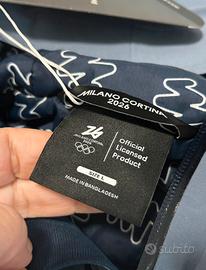 MILANO CORTINA
2026
Official
Licensed
Product
SIZE L
MADE IN BANGLADESH
subito